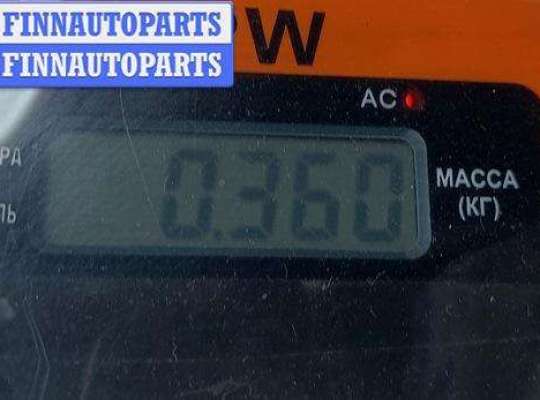 FINNAUTOPARTS
FINNAUTOPARTS
W
AC
0.360
МАССА
(КГ)